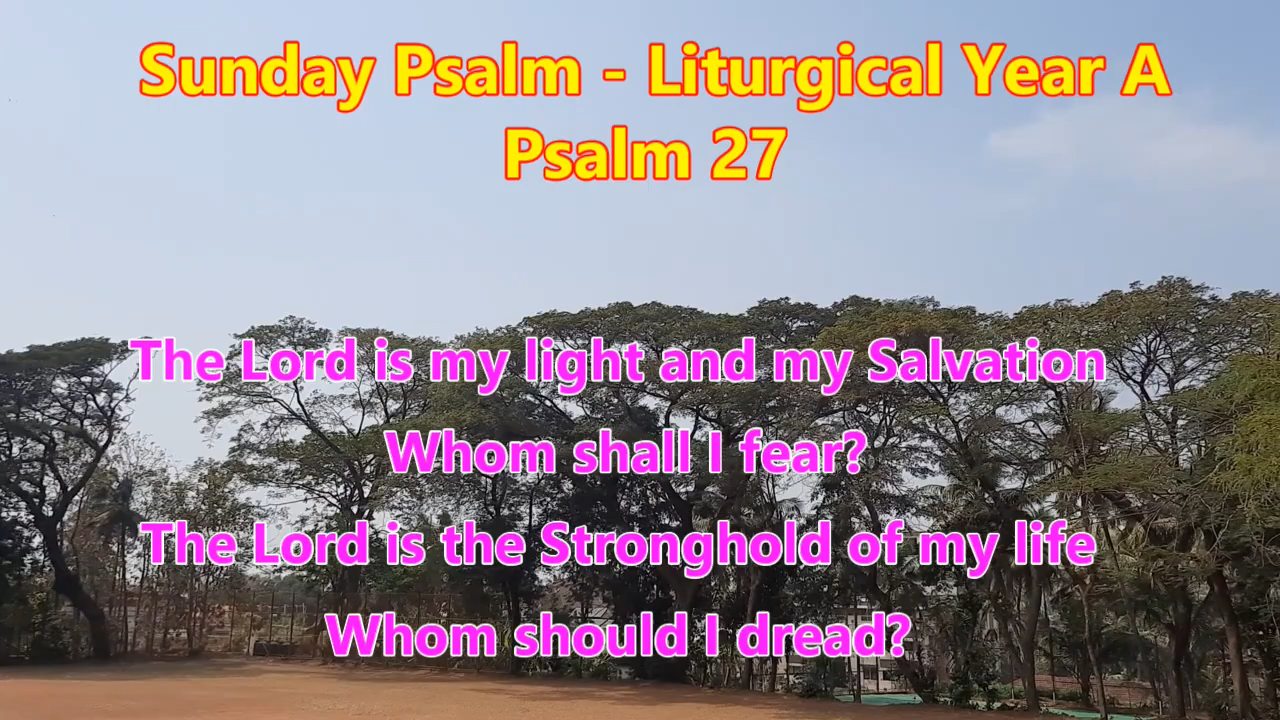 Sunday Psalm - Liturgical Year A
Psalm 27
The Lord is my light and my Salvation
Whom shall I fear?
The Lord is the Stronghold of my life
Whom should I dread?